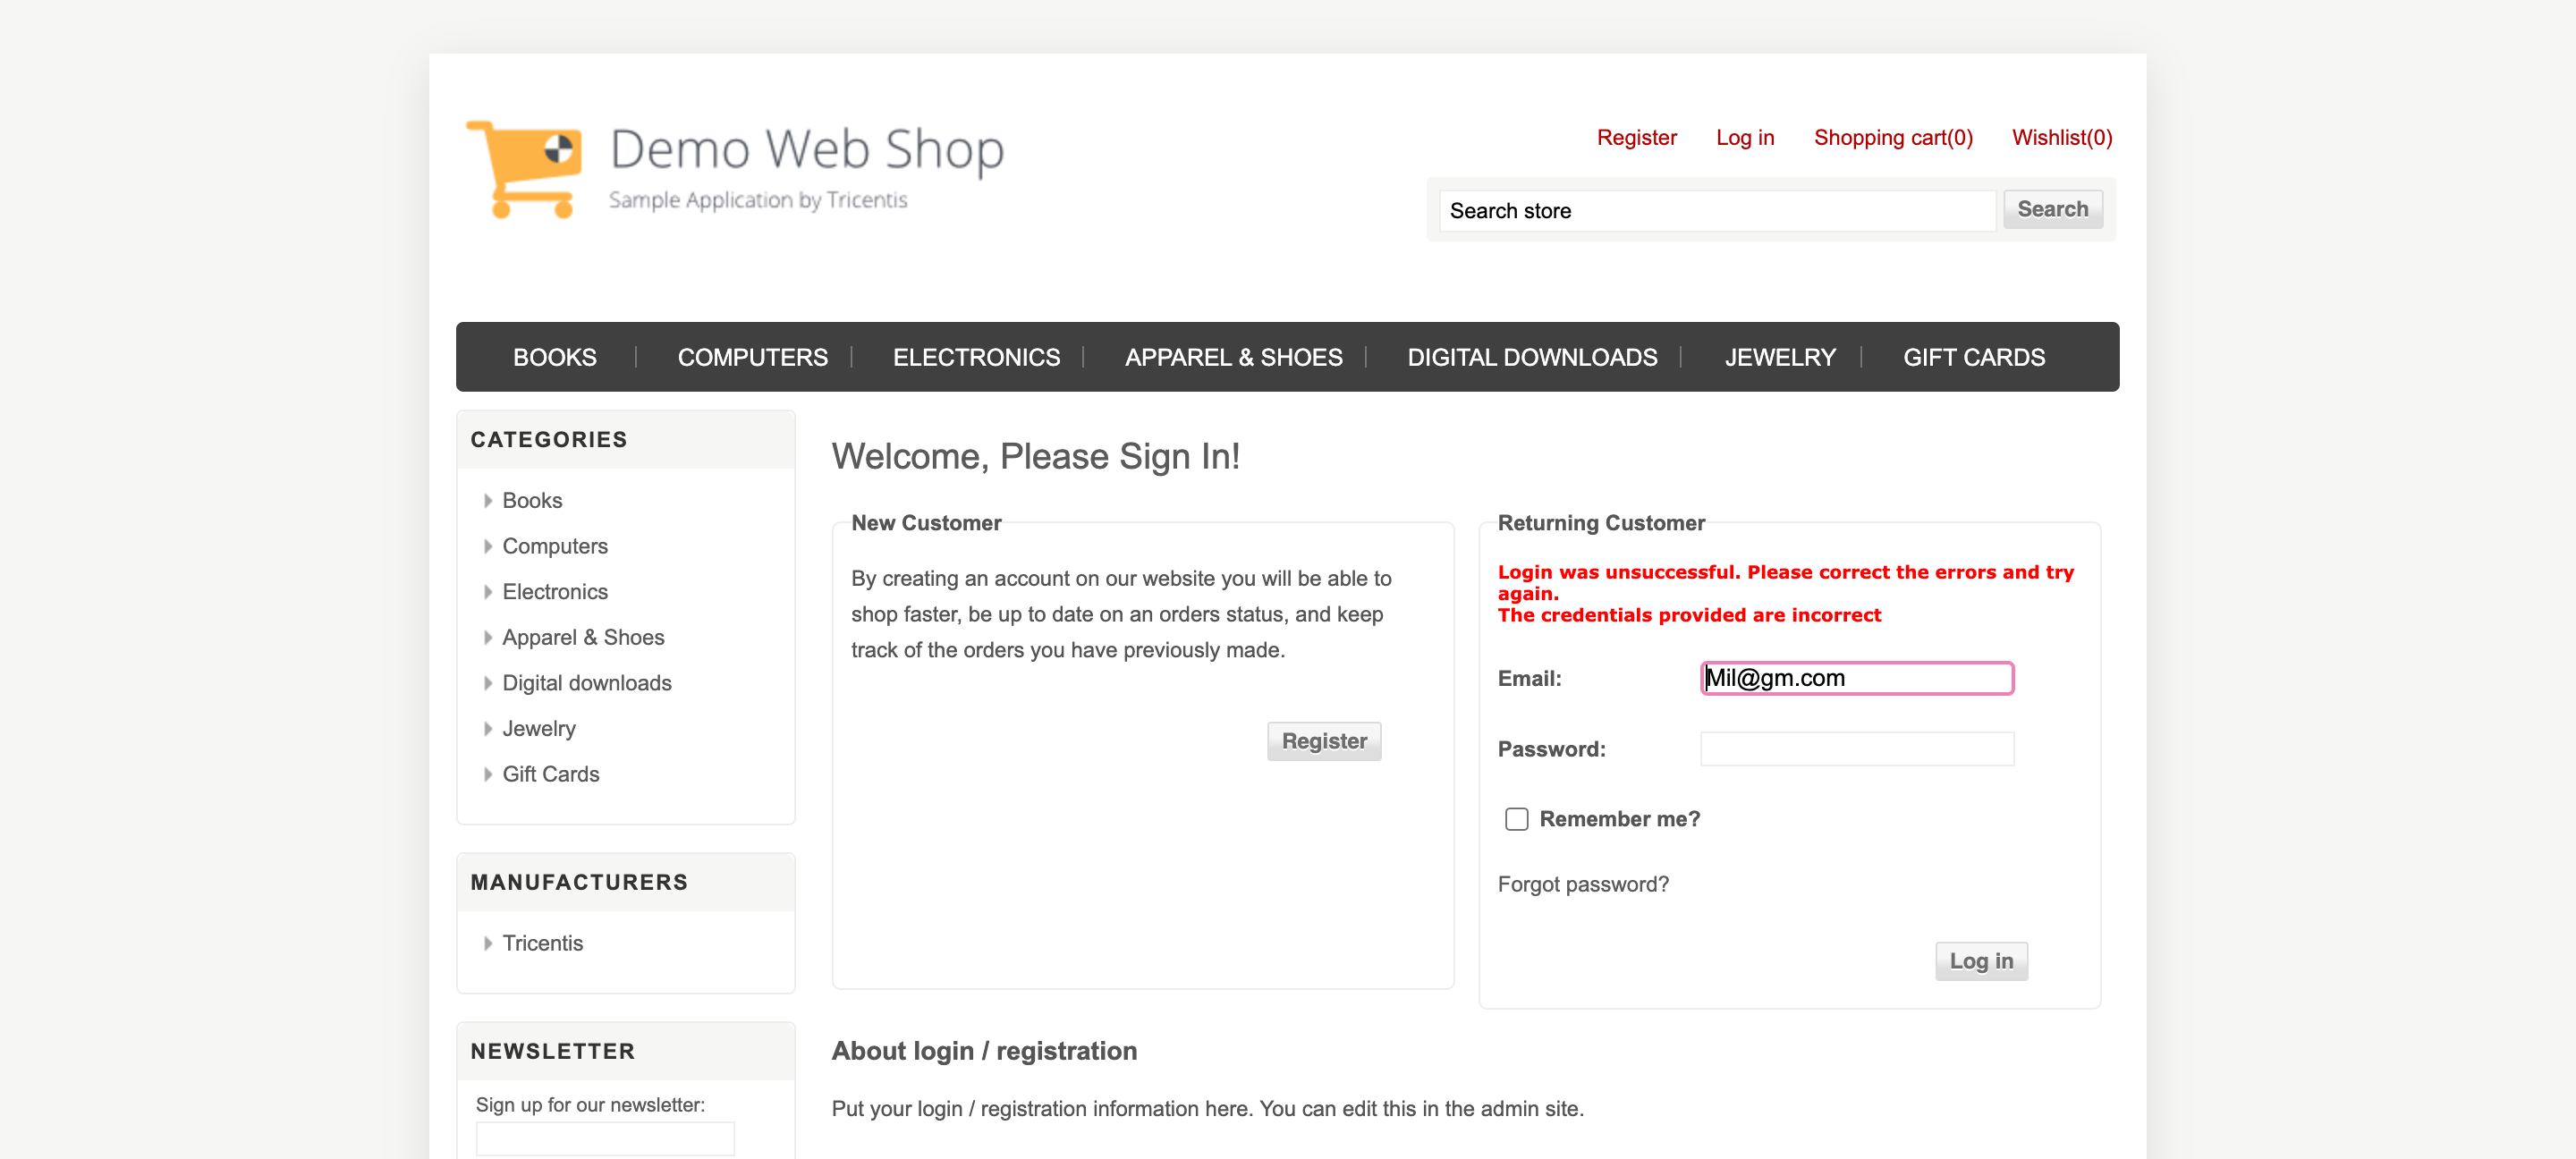 Demo Web Shop
Sample Application by Tricentis
Register Log in Shopping cart(0) Wishlist(0)
Search store Search
BOOKS COMPUTERS ELECTRONICS APPAREL & SHOES DIGITAL DOWNLOADS JEWELRY GIFT CARDS
CATEGORIES
Books
Computers
Electronics
Apparel & Shoes
Digital downloads
Jewelry
Gift Cards
MANUFACTURERS
Tricentis
NEWSLETTER
Sign up for our newsletter:
Welcome, Please Sign In!
New Customer
By creating an account on our website you will be able to
shop faster, be up to date on an orders status, and keep
track of the orders you have previously made.
Register
Returning Customer
Login was unsuccessful. Please correct the errors and try
again.
The credentials provided are incorrect
Email: Mil@gm.com
Password:
Remember me?
Forgot password?
Log in
About login / registration
Put your login / registration information here. You can edit this in the admin site.